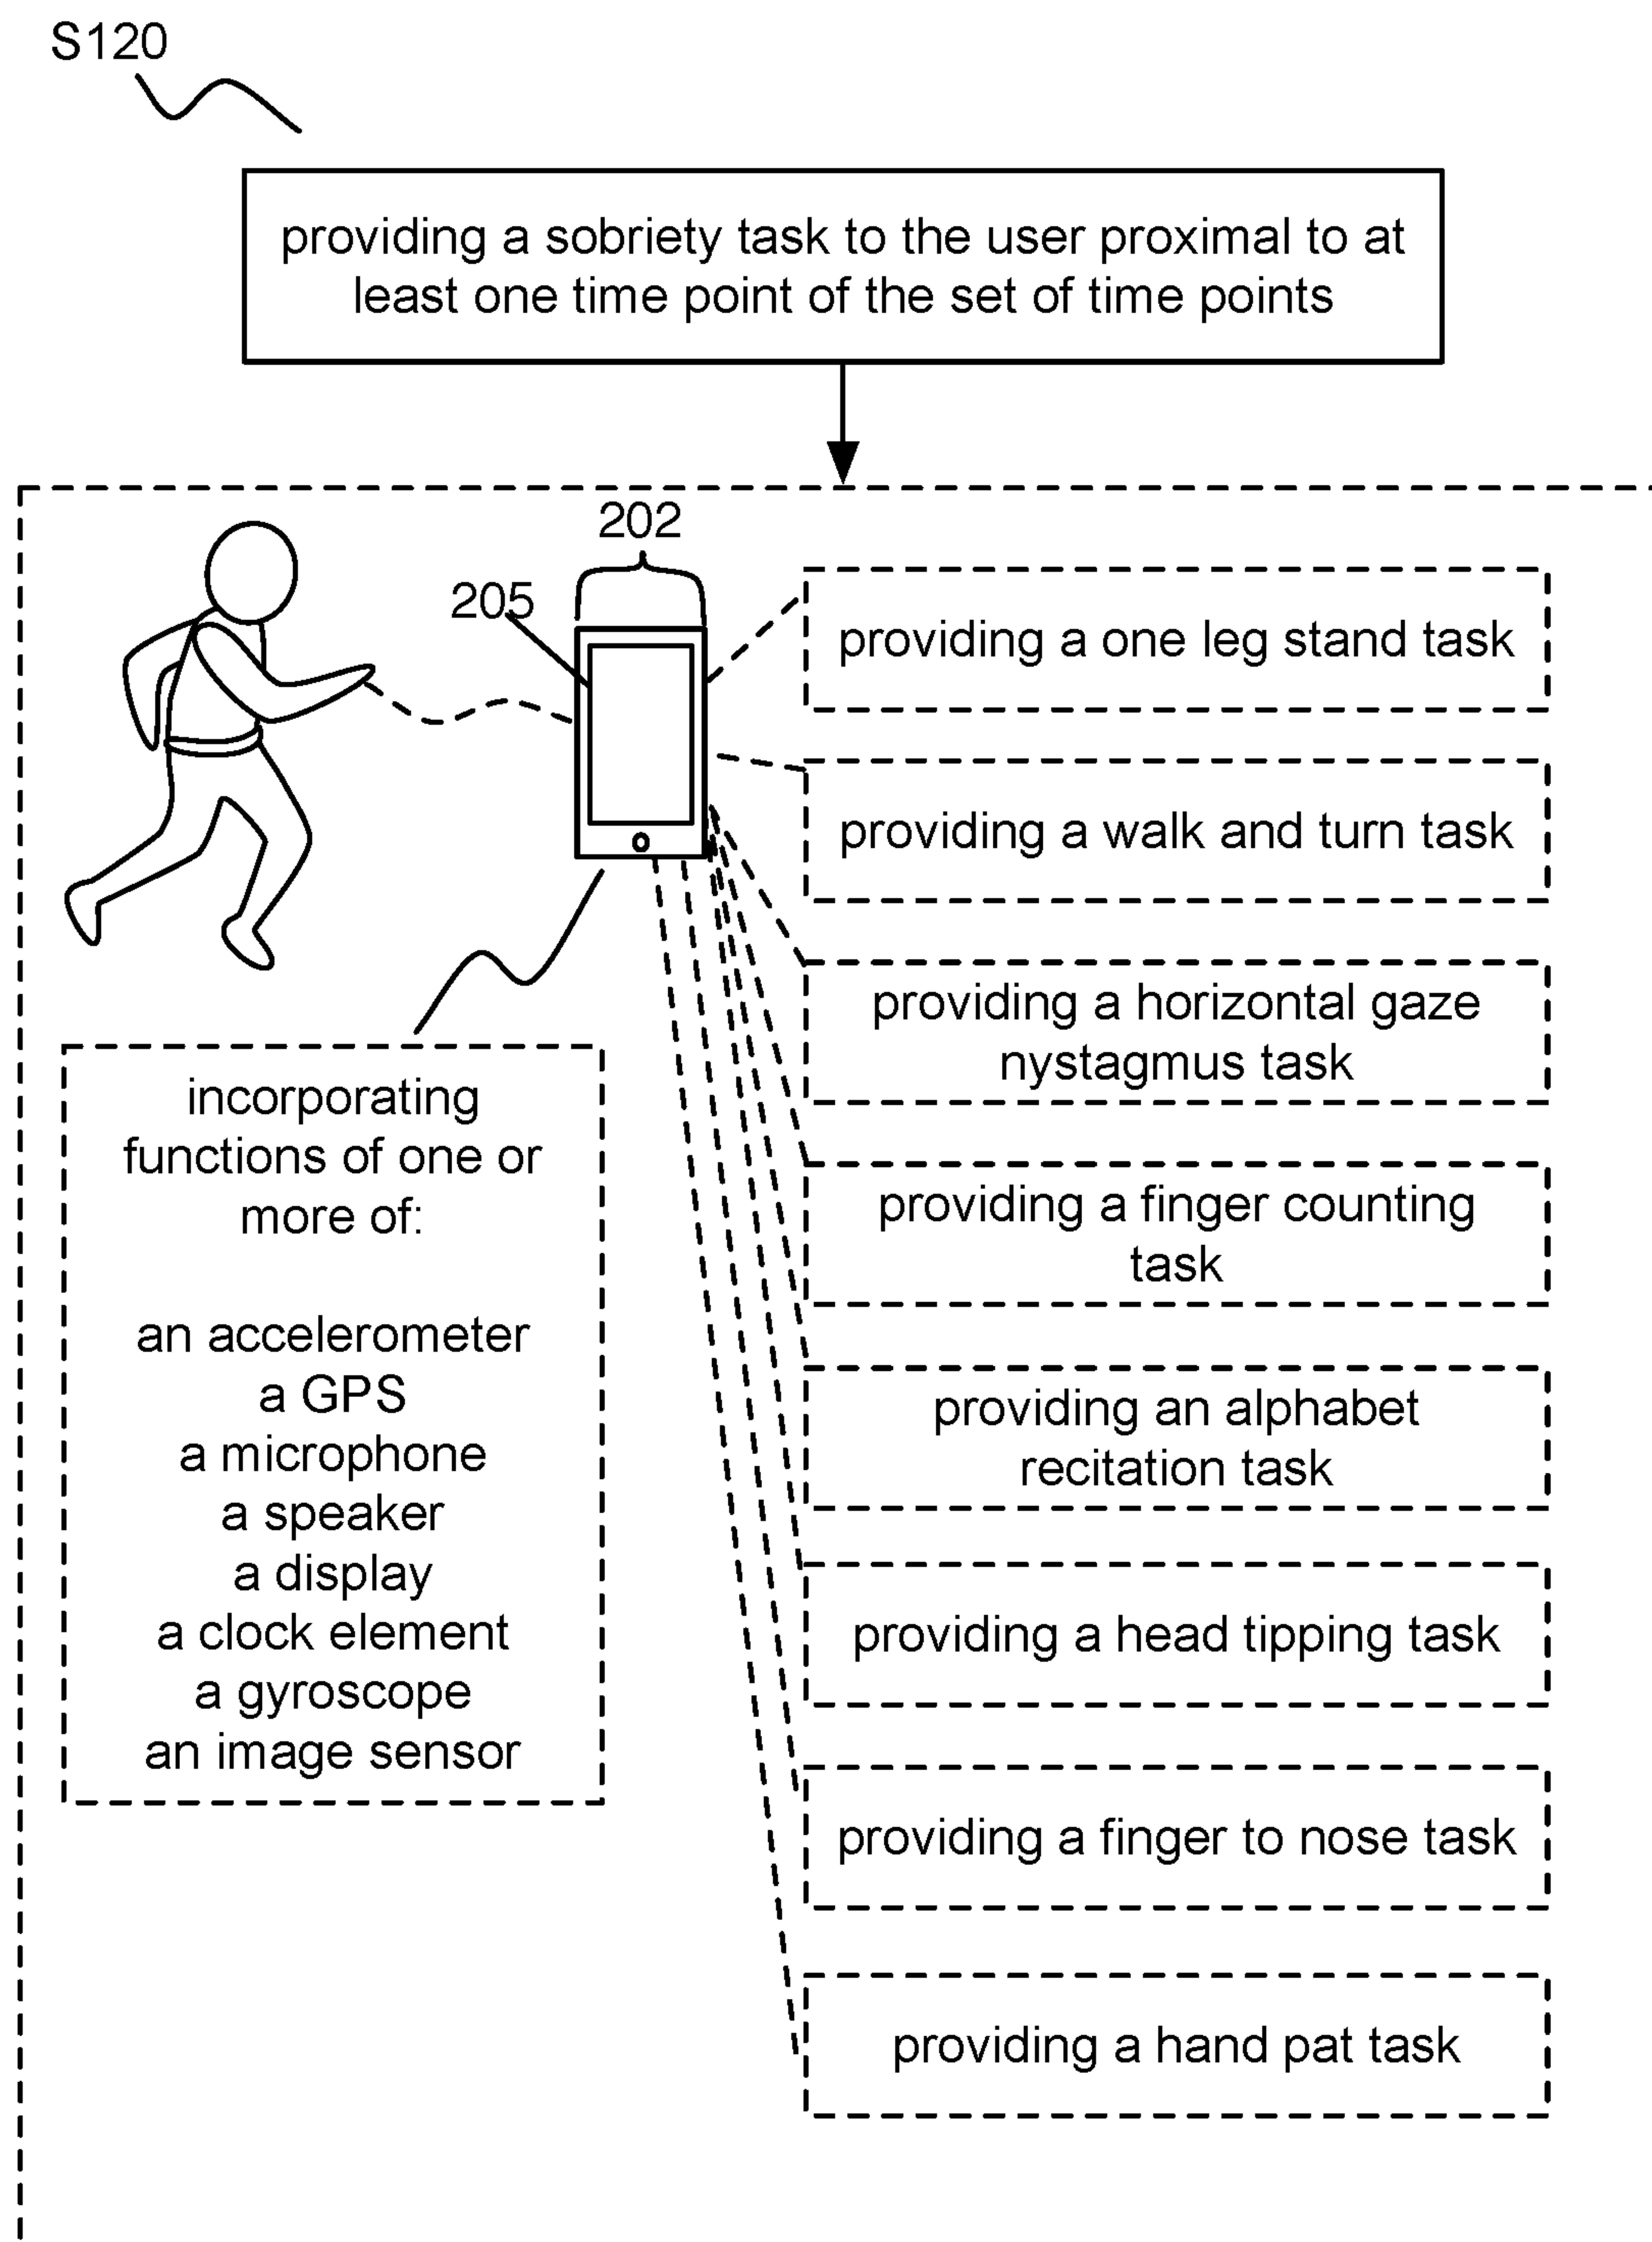 S120
providing a sobriety task to the user proximal to at
least one time point of the set of time points
202
205
providing a one leg stand task
providing a walk and turn task
providing a horizontal gaze
nystagmus task
providing a finger counting
task
providing an alphabet
recitation task
providing a head tipping task
providing a finger to nose task
providing a hand pat task
incorporating
functions of one or
more of:
an accelerometer
a GPS
a microphone
a speaker
a display
a clock element
a gyroscope
an image sensor